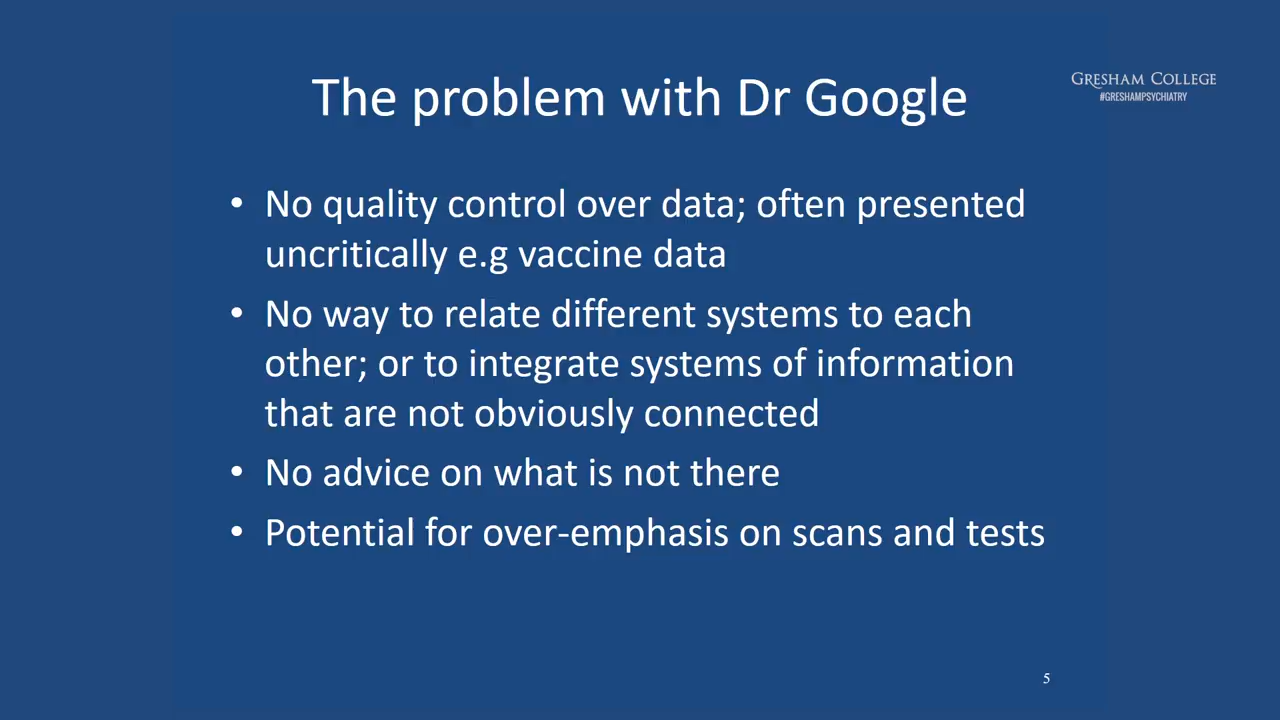 The problem with Dr Google
GRESHAM COLLEGE
#GRESHAMPSYCHIATRY
• No quality control over data; often presented
uncritically e.g vaccine data
• No way to relate different systems to each
other; or to integrate systems of information
that are not obviously connected
• No advice on what is not there
• Potential for over-emphasis on scans and tests
5